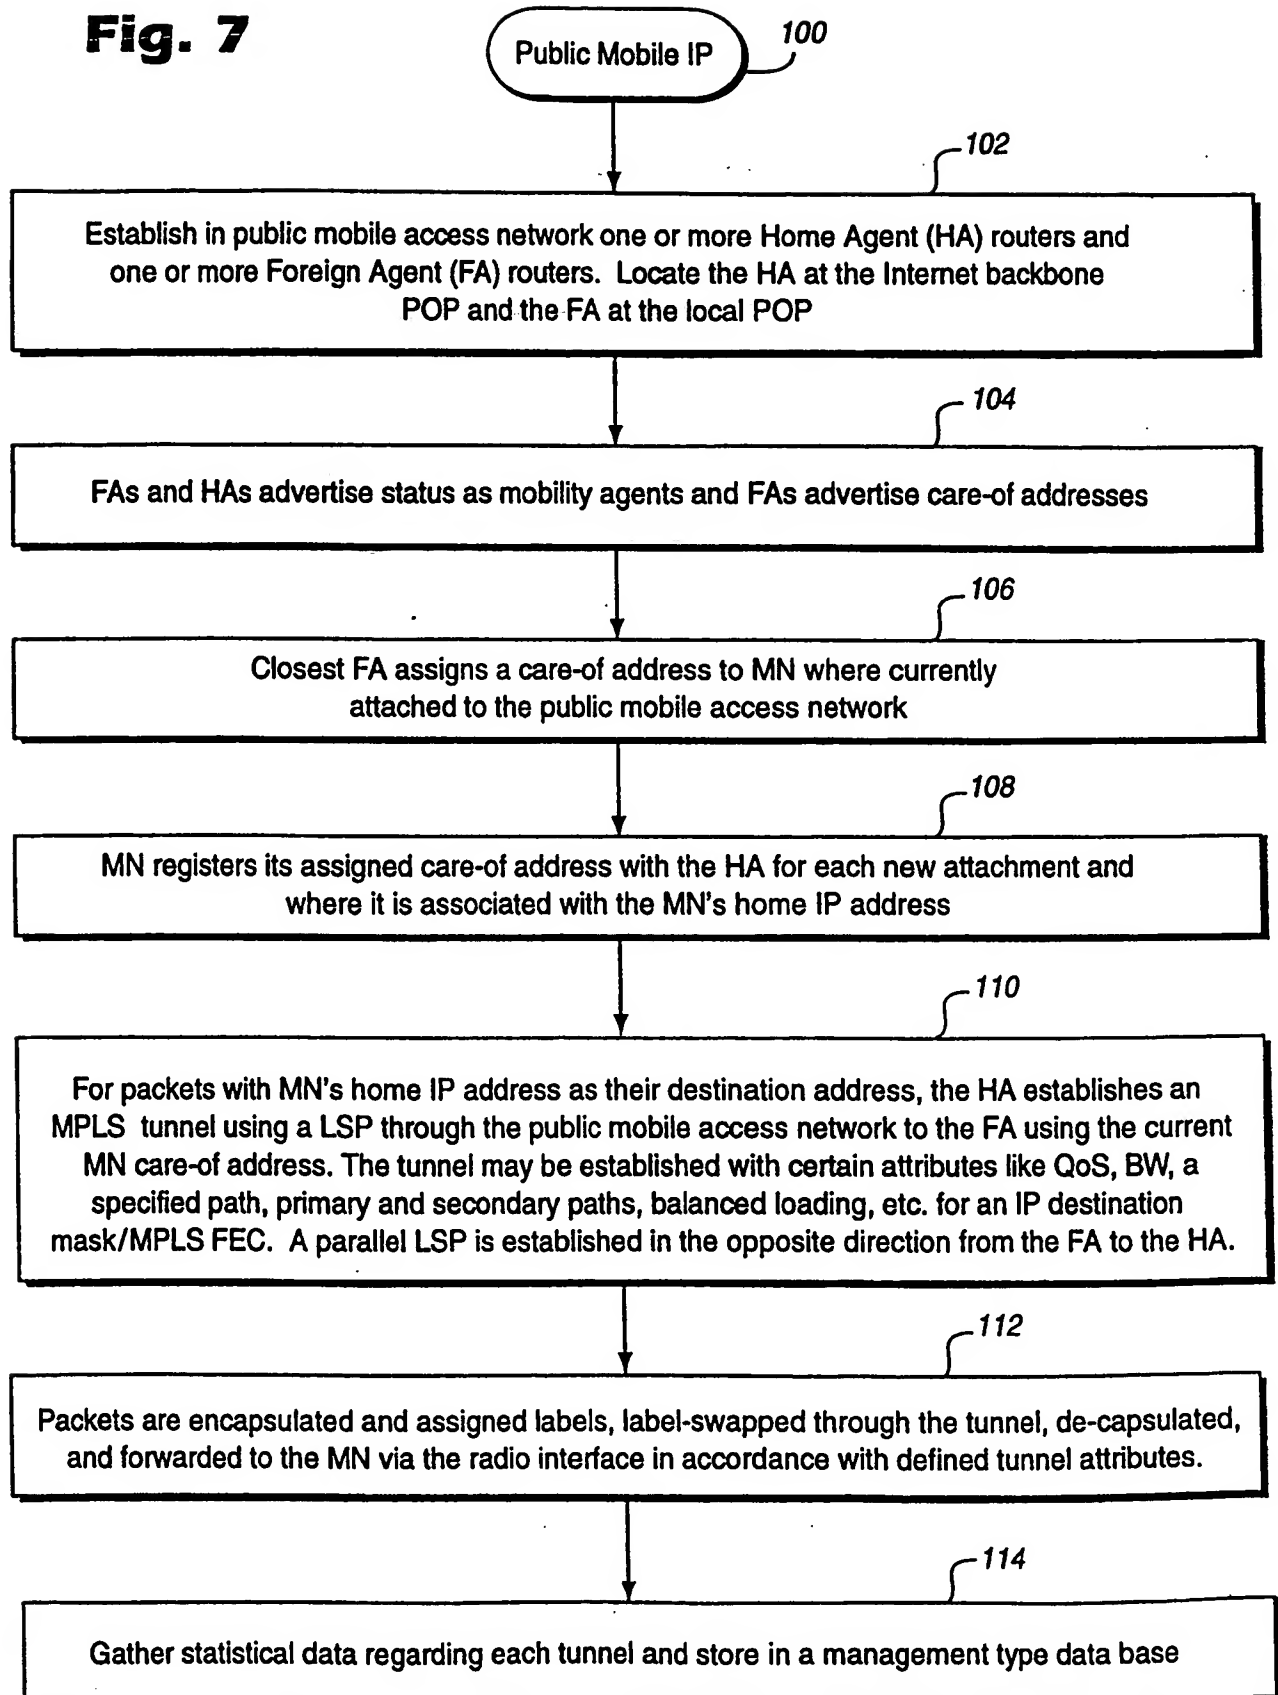 Fig. 7
Public Mobile IP
100
102
Establish in public mobile access network one or more Home Agent (HA) routers and
one or more Foreign Agent (FA) routers. Locate the HA at the Internet backbone
POP and the FA at the local POP
104
FAs and HAs advertise status as mobility agents and FAs advertise care-of addresses
106
Closest FA assigns a care-of address to MN where currently
attached to the public mobile access network
108
MN registers its assigned care-of address with the HA for each new attachment and
where it is associated with the MN's home IP address
110
For packets with MN's home IP address as their destination address, the HA establishes an
MPLS tunnel using a LSP through the public mobile access network to the FA using the current
MN care-of address. The tunnel may be established with certain attributes like QoS, BW, a
specified path, primary and secondary paths, balanced loading, etc. for an IP destination
mask/MPLS FEC. A parallel LSP is established in the opposite direction from the FA to the HA.
112
Packets are encapsulated and assigned labels, label-swapped through the tunnel, de-capsulated,
and forwarded to the MN via the radio interface in accordance with defined tunnel attributes.
114
Gather statistical data regarding each tunnel and store in a management type data base